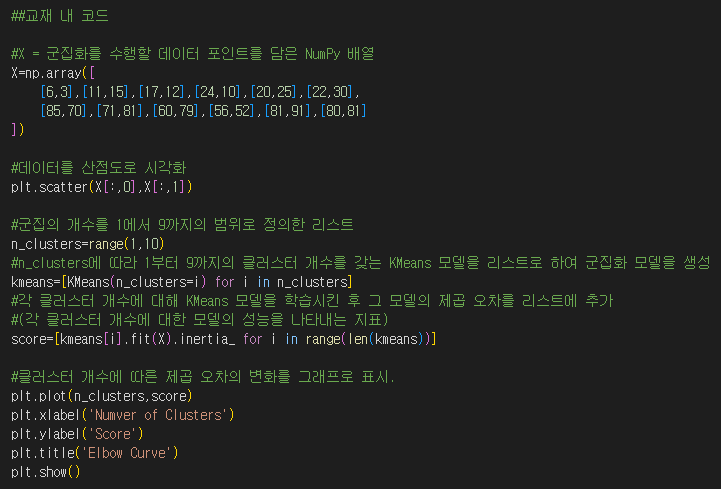 ##교재 내 코드
#X = 군집화를 수행할 데이터 포인트를 담은 NumPy 배열
X=np.array([
[6,3],[11,15],[17,12],[24,10],[20,25],[22,30],
[85,70],[71,81],[60,79],[56,52],[81,91],[80,81]
])
#데이터를 산점도로 시각화
plt.scatter(X[:,0],X[:,1])
#군집의 개수를 1에서 9까지의 범위로 정의한 리스트
n_clusters=range(1,10)
#n_clusters에 따라 1부터 9까지의 클러스터 개수를 갖는 KMeans 모델을 리스트로 하여 군집화 모델을 생성
kmeans=[KMeans(n_clusters=i) for i in n_clusters]
#각 클러스터 개수에 대해 KMeans 모델을 학습시킨 후 그 모델의 제곱 오차를 리스트에 추가
#(각 클러스터 개수에 대한 모델의 성능을 나타내는 지표)
score=[kmeans[i].fit(X).inertia_ for i in range(len(kmeans))]
#클러스터 개수에 따른 제곱 오차의 변화를 그래프로 표시.
plt.plot(n_clusters,score)
plt.xlabel('Numver of Clusters')
plt.ylabel('Score')
plt.title('Elbow Curve')
plt.show()